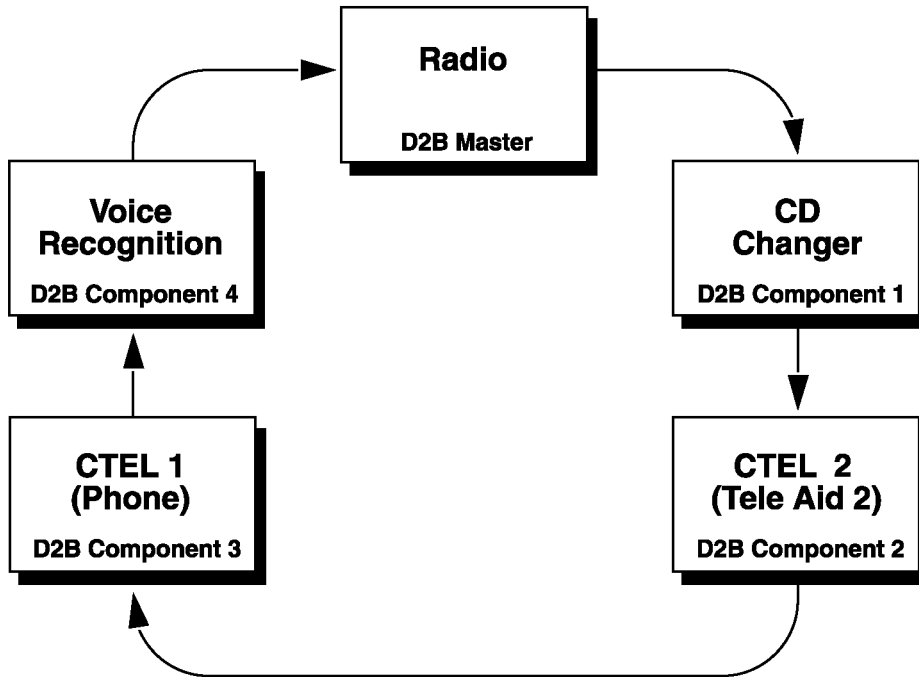 Radio
D2B Master
CD
Changer
D2B Component 1
CTEL 2
(Tele Aid 2)
D2B Component 2
CTEL 1
(Phone)
D2B Component 3
Voice
Recognition
D2B Component 4